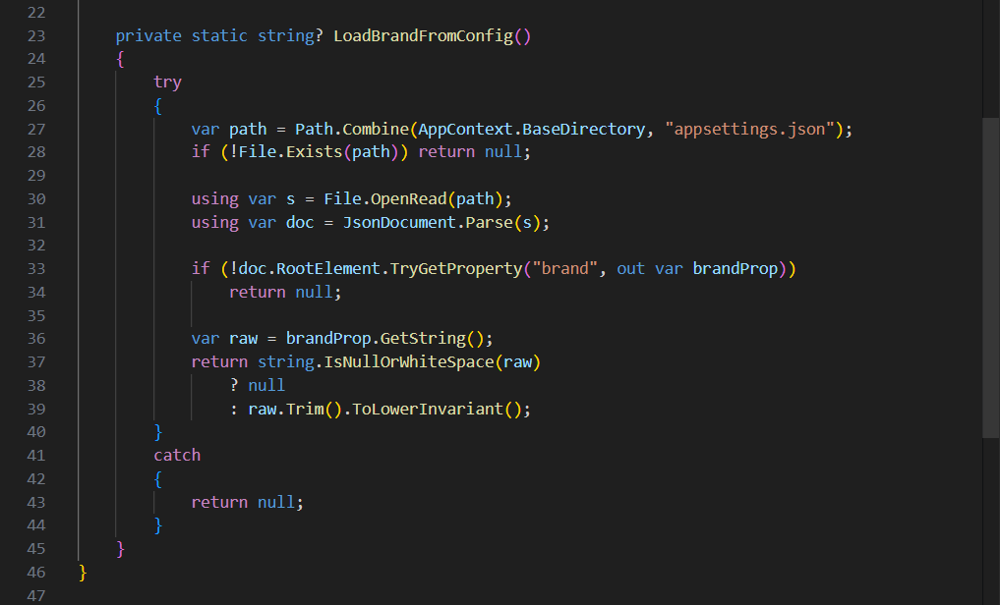 22
23 private static string? LoadBrandFromConfig()
24 {
25 try
26 {
27 var path = Path.Combine(AppContext.BaseDirectory, "appsettings.json");
28 if (!File.Exists(path)) return null;
29
30 using var s = File.OpenRead(path);
31 using var doc = JsonDocument.Parse(s);
32
33 if (!doc.RootElement.TryGetProperty("brand", out var brandProp))
34 return null;
35
36 var raw = brandProp.GetString();
37 return string.IsNullOrWhiteSpace(raw)
38 ? null
39 : raw.Trim().ToLowerInvariant();
40 }
41 catch
42 {
43 return null;
44 }
45 }
46 }
47